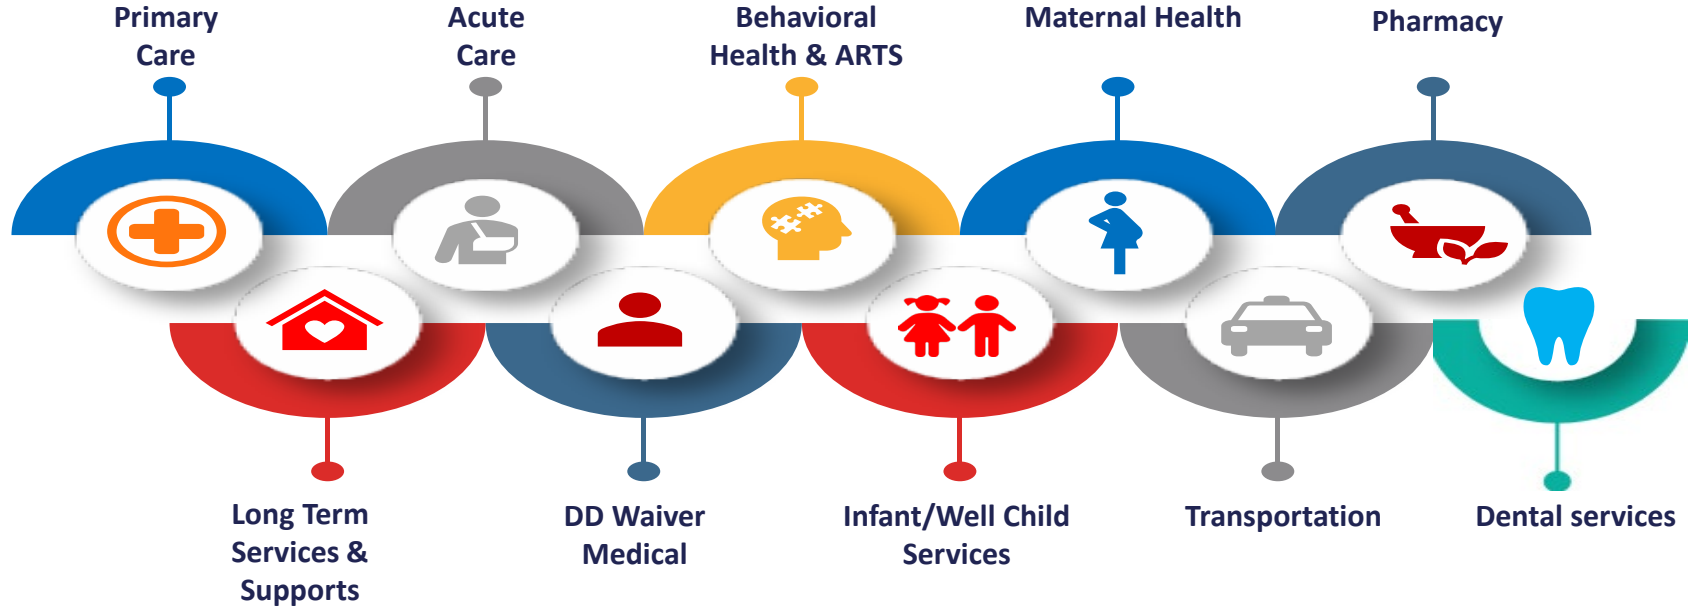 Primary
Care
Acute
Care
Behavioral
Health & ARTS
Maternal Health
Pharmacy
Long Term
Services &
Supports
DD Waiver
Medical
Infant/Well Child
Services
Transportation
Dental services